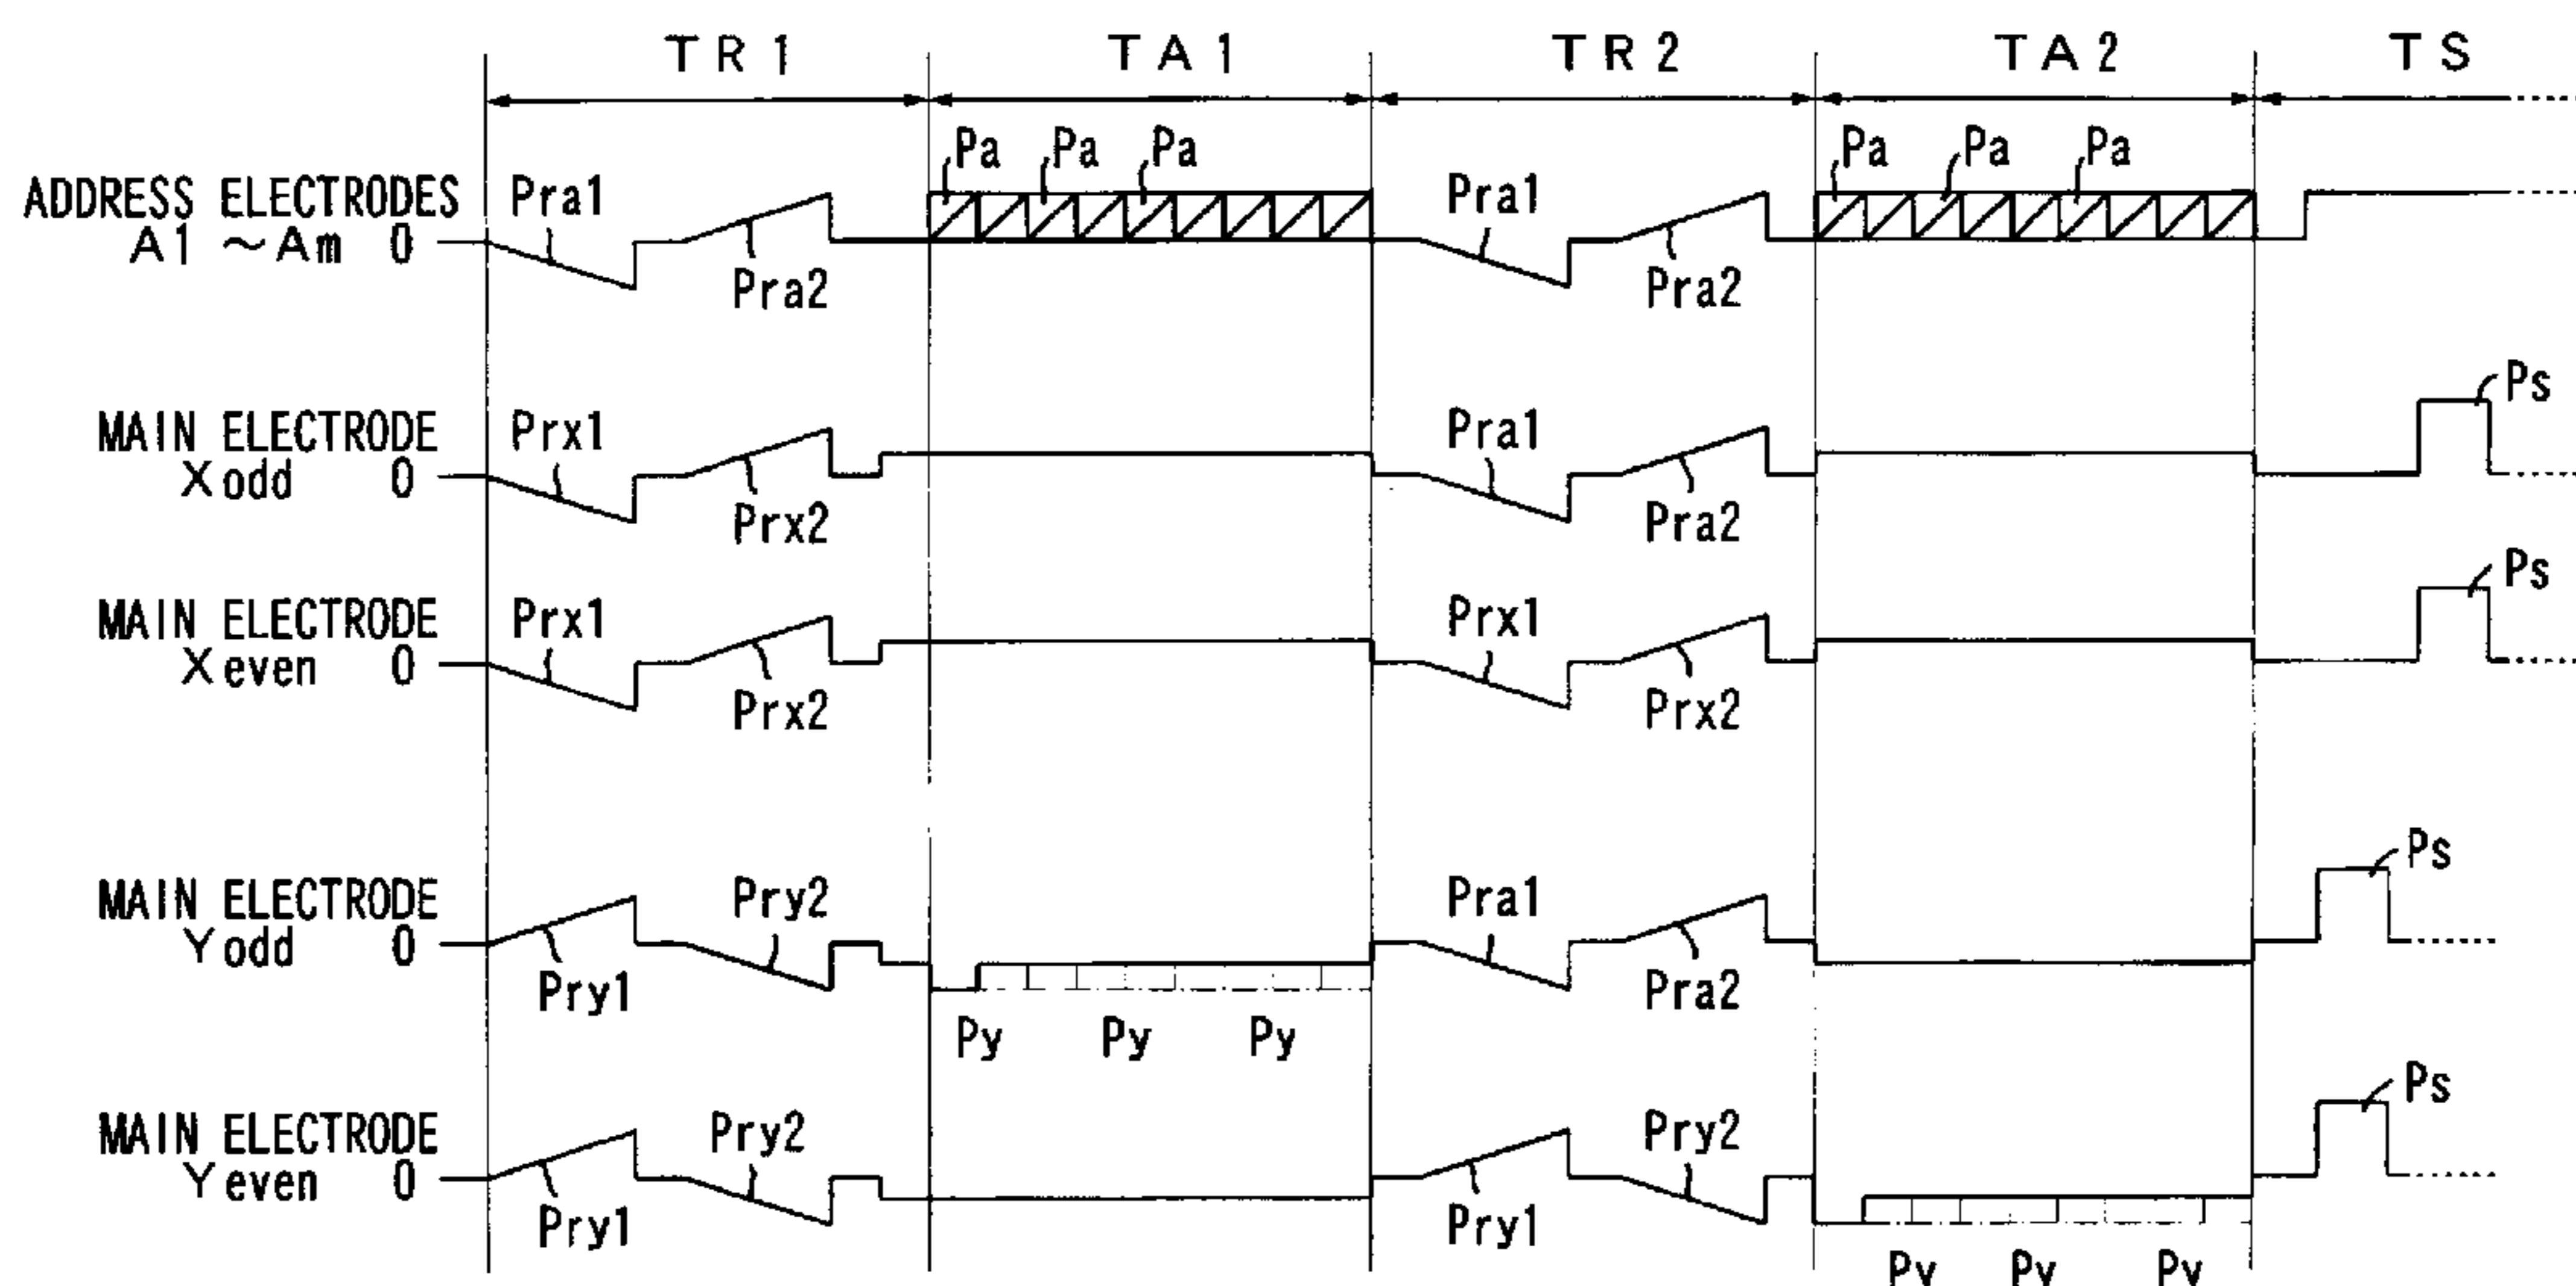 TR1 TA1 TR2 TA2 TS
Pa Pa Pa Pa Pa Pa
ADDRESS ELECTRODES Pra1 Pra1
A1 ~Am 0
Pra2 Pra2
Ps
MAIN ELECTRODE Prx1 Pra1
Xodd 0
Prx2 Pra2
Ps
MAIN ELECTRODE Prx1 Prx1
Xeven 0
Prx2 Prx2
Ps
MAIN ELECTRODE Pry2 Pra1
Yodd 0
Pry1 Pra2
Py Py Py
Ps
MAIN ELECTRODE Pry2 Pry2
Yeven 0
Pry1 Pry1
Py Py Py